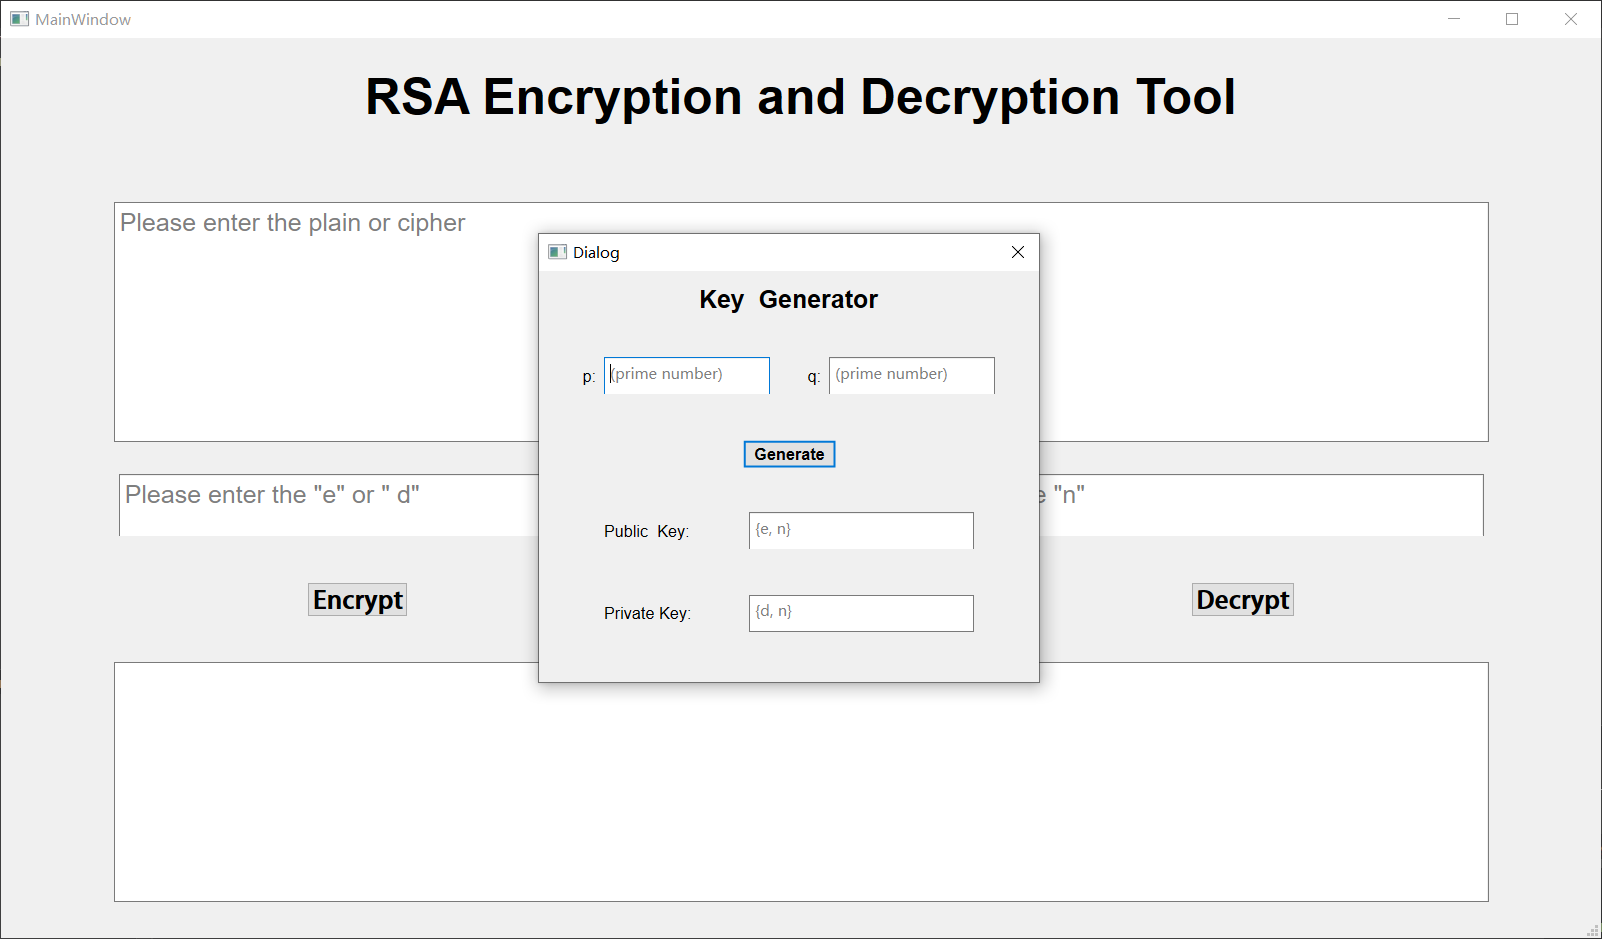 MainWindow
RSA Encryption and Decryption Tool
Please enter the plain or cipher
Dialog
Key  Generator
p: (prime number) q: (prime number)
Generate
Please enter the "e" or " d"
"n"
Public  Key: {e, n}
Encrypt
Decrypt
Private Key: {d, n}